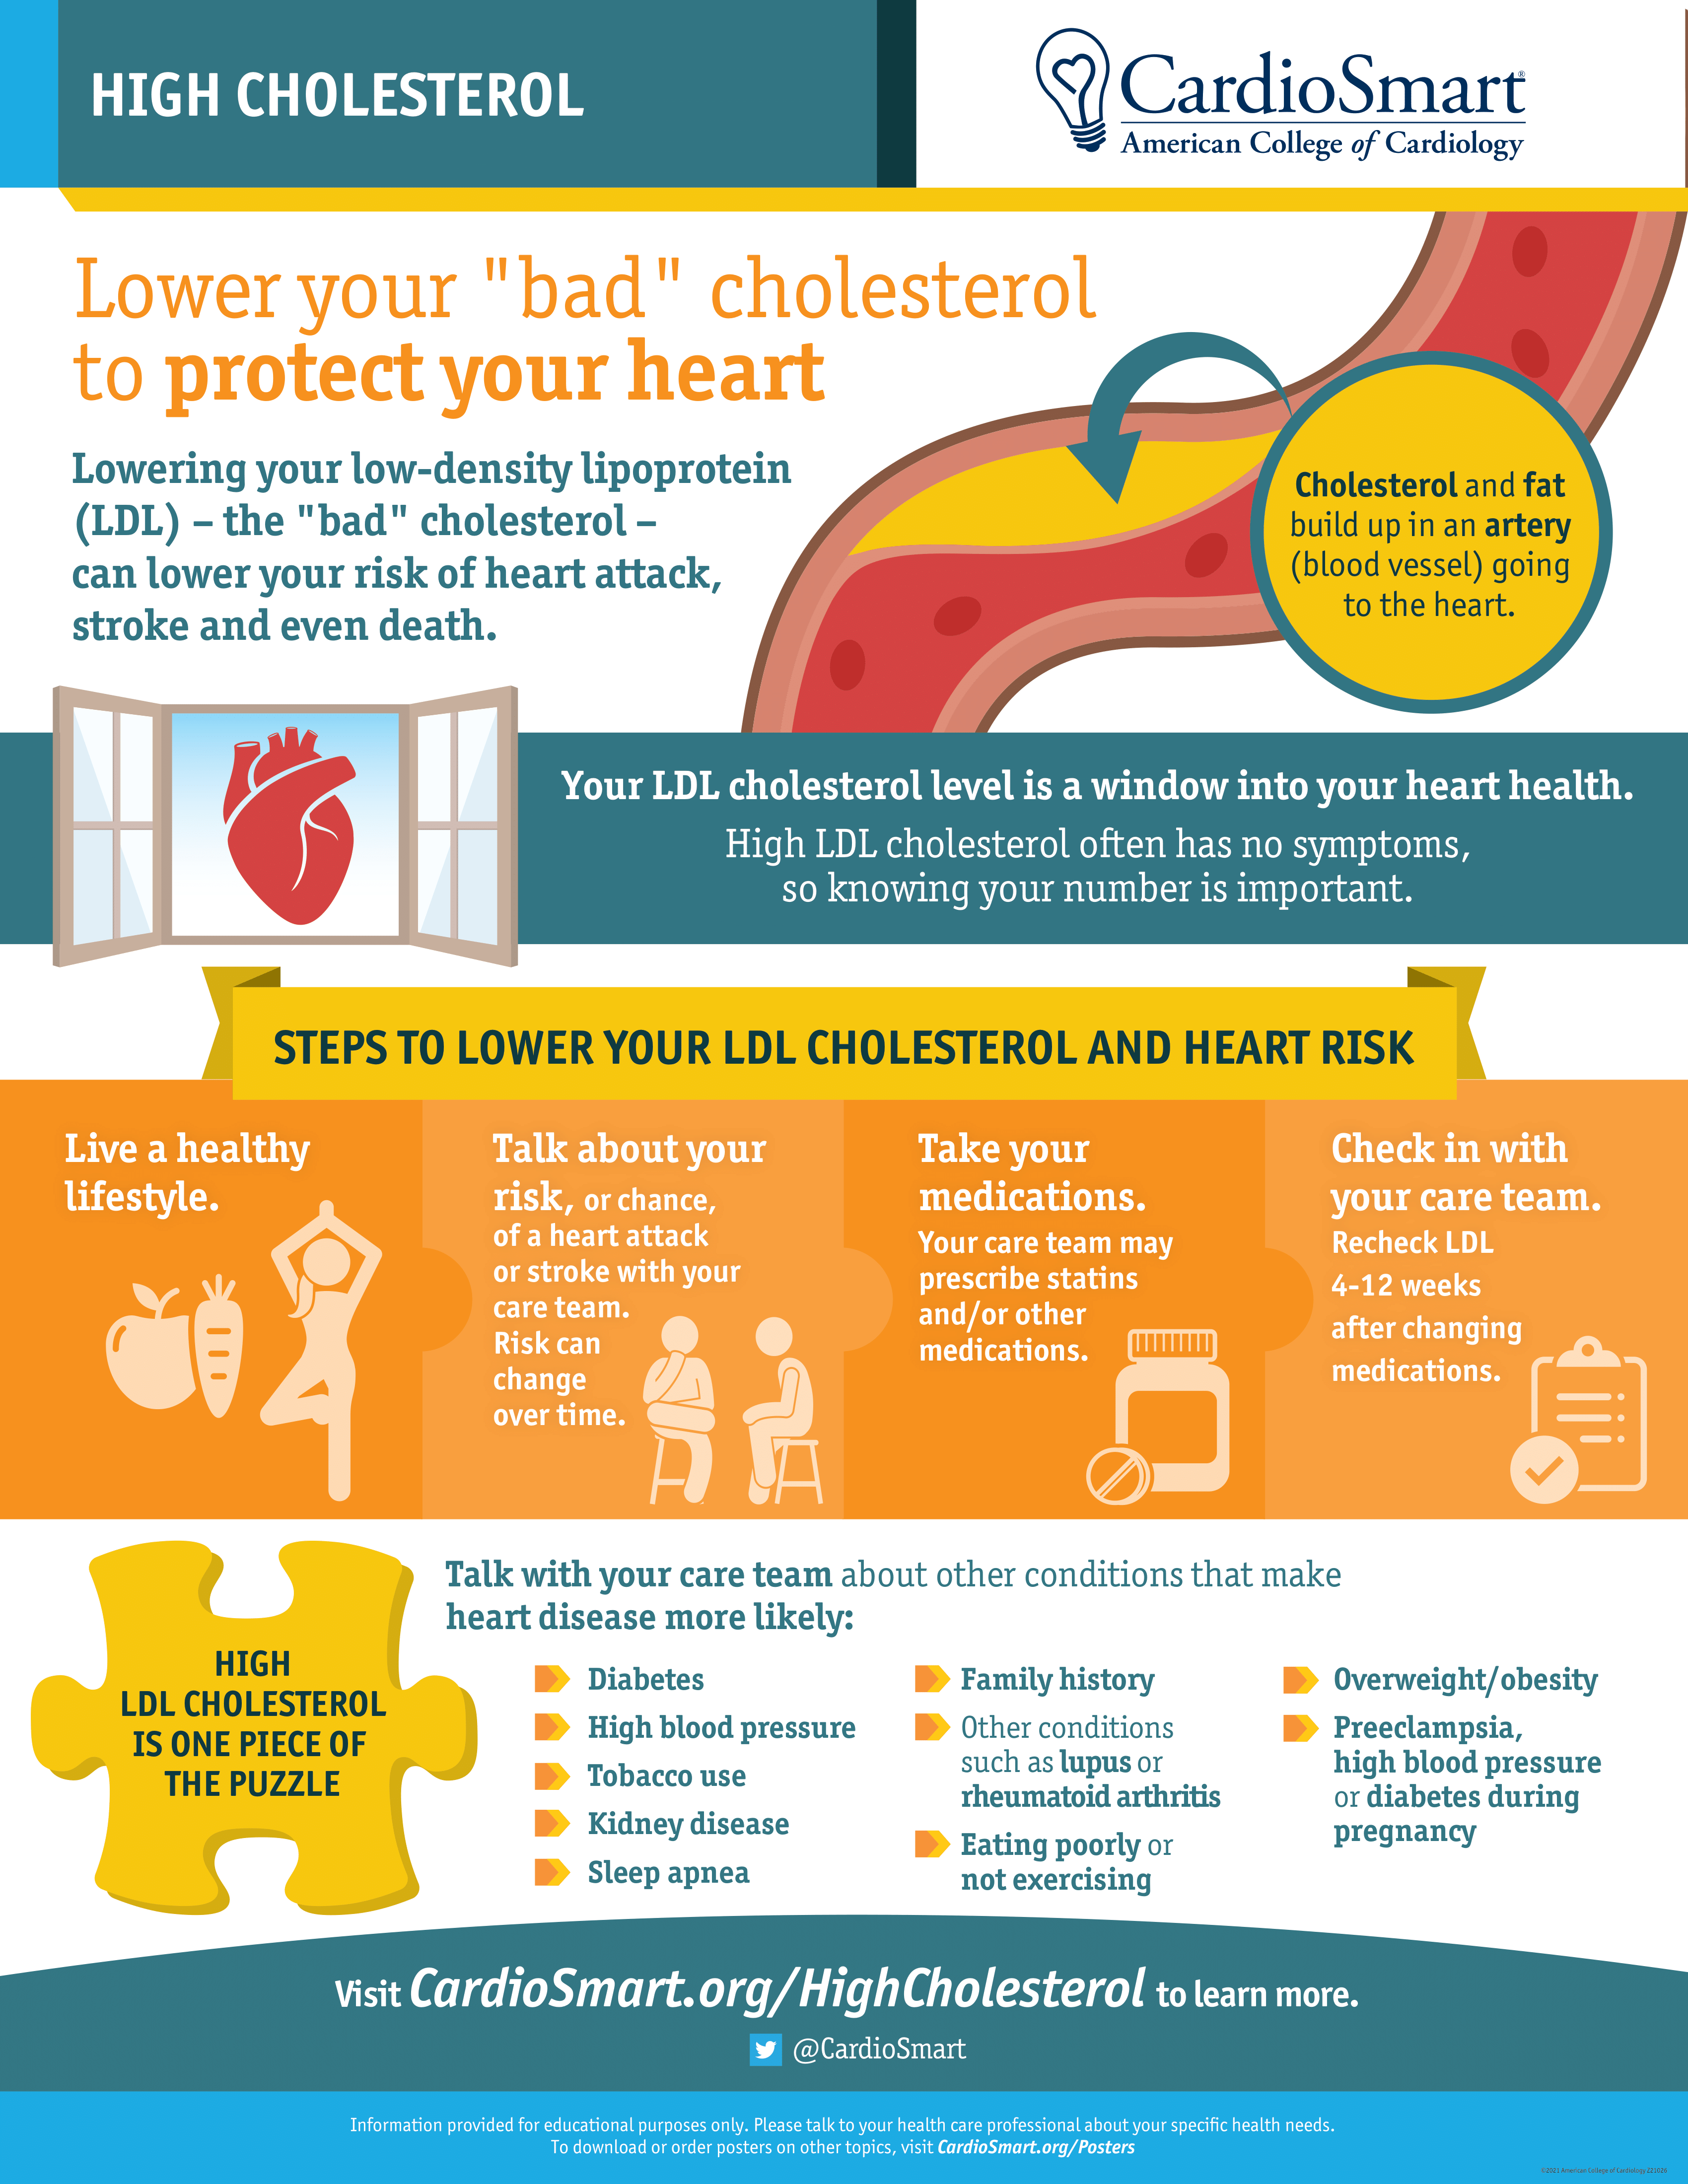 HIGH CHOLESTEROL
CardioSmart®
American College of Cardiology
Lower your "bad" cholesterol
to protect your heart
Lowering your low-density lipoprotein
(LDL) – the "bad" cholesterol –
can lower your risk of heart attack,
stroke and even death.
Cholesterol and fat
build up in an artery
(blood vessel) going
to the heart.
Your LDL cholesterol level is a window into your heart health.
High LDL cholesterol often has no symptoms,
so knowing your number is important.
STEPS TO LOWER YOUR LDL CHOLESTEROL AND HEART RISK
Live a healthy
lifestyle.
Talk about your
risk, or chance,
of a heart attack
or stroke with your
care team.
Risk can
change
over time.
Take your
medications.
Your care team may
prescribe statins
and/or other
medications.
Check in with
your care team.
Recheck LDL
4-12 weeks
after changing
medications.
HIGH
LDL CHOLESTEROL
IS ONE PIECE OF
THE PUZZLE
Talk with your care team about other conditions that make
heart disease more likely:
Diabetes
High blood pressure
Tobacco use
Kidney disease
Sleep apnea
Family history
Other conditions
such as lupus or
rheumatoid arthritis
Eating poorly or
not exercising
Overweight/obesity
Preeclampsia,
high blood pressure
or diabetes during
pregnancy
Visit CardioSmart.org/HighCholesterol to learn more.
@CardioSmart
Information provided for educational purposes only. Please talk to your health care professional about your specific health needs.
To download or order posters on other topics, visit CardioSmart.org/Posters
©2021 American College of Cardiology Z21026